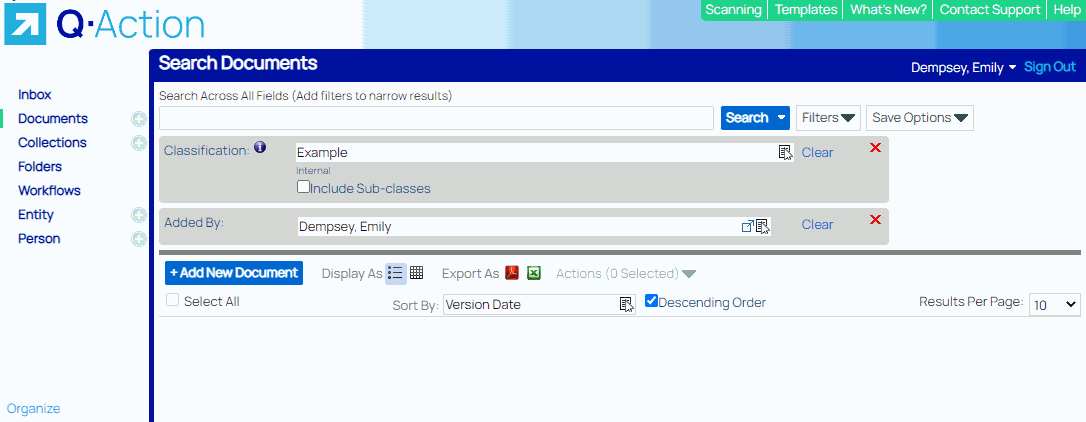 Scanning Templates What's New? Contact Support Help
Q·Action
Search Documents
Dempsey, Emily Sign Out
Inbox
Documents
Collections
Folders
Workflows
Entity
Person
Organize
Search Across All Fields (Add filters to narrow results)
Search Filters Save Options
Classification: i Example Clear
Internal
Include Sub-classes
Added By: Dempsey, Emily Clear
+ Add New Document Display As Export As Actions (0 Selected)
Select All Sort By: Version Date Descending Order Results Per Page: 10